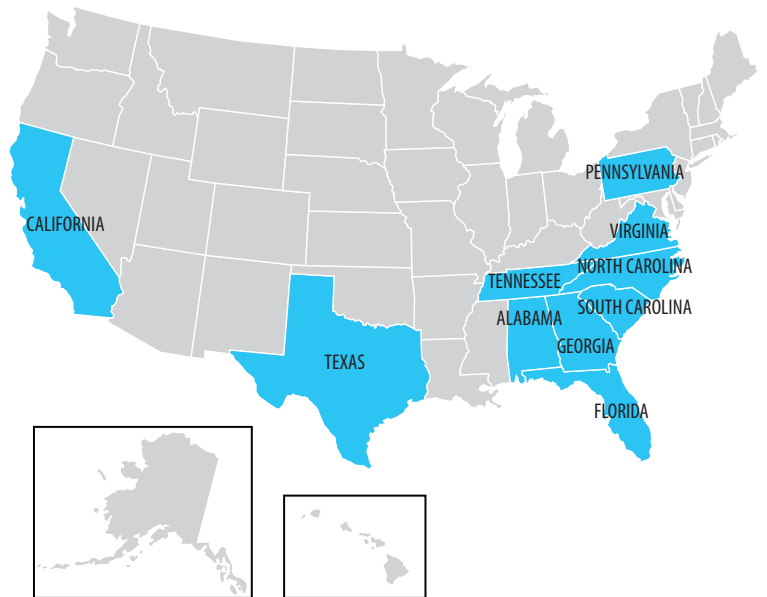 PENNSYLVANIA
CALIFORNIA
VIRGINIA
NORTH CAROLINA
TENNESSEE
SOUTH CAROLINA
ALABAMA
GEORGIA
TEXAS
FLORIDA